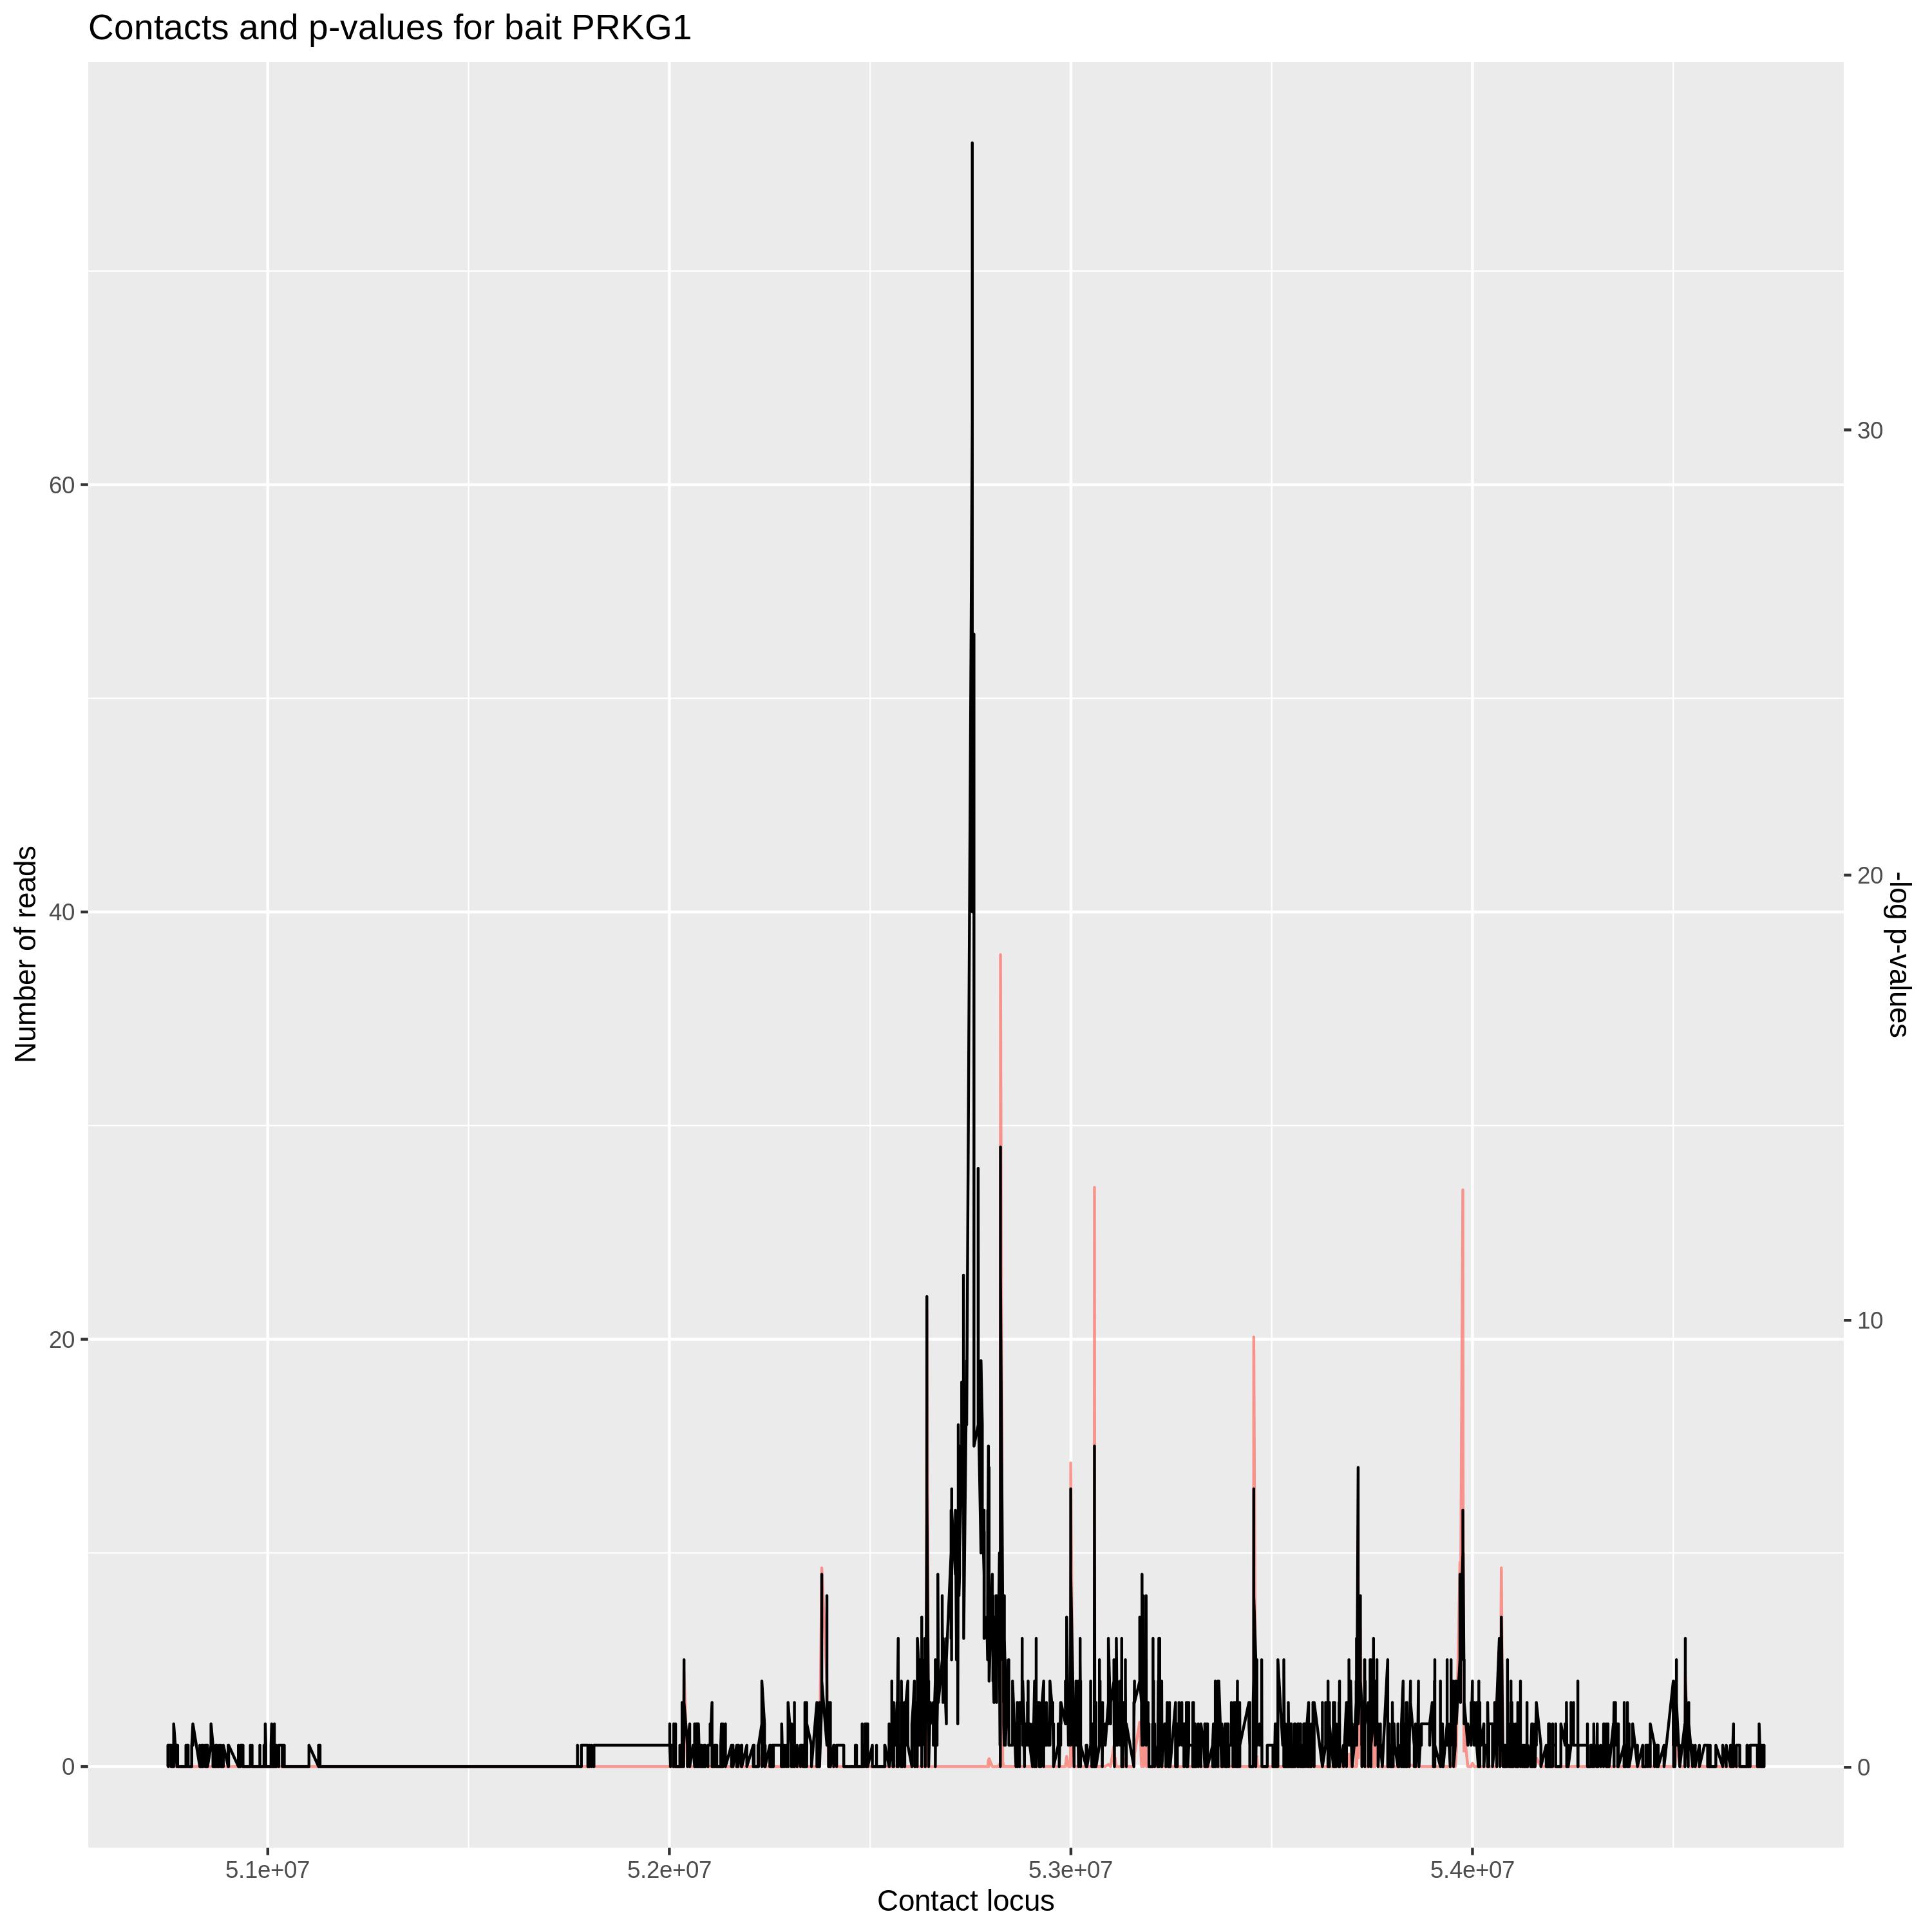 Contacts and p-values for bait PRKG1
Number of reads
60
40
20
0
30
20
10
0
-log p-values
5.1e+07
5.2e+07
5.3e+07
5.4e+07
Contact locus